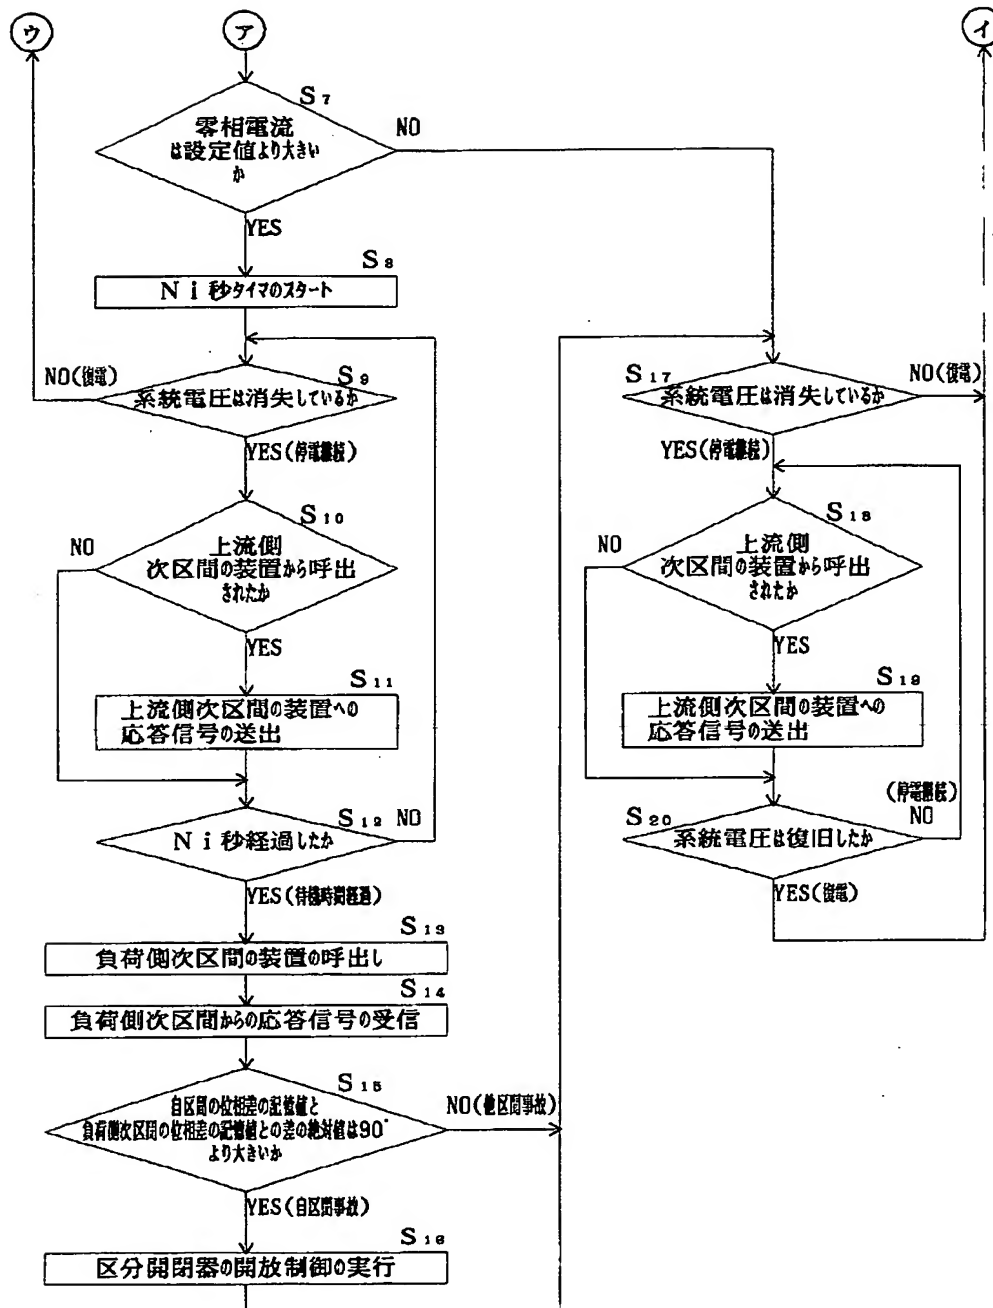 ウ
ア
イ
S7
零相電流
は設定値より大きい
か
NO
YES
S8
Ni秒タイマのスタート
NO(復電)
S9
系統電圧は消失しているか
YES(停電継続)
S10
NO
上流側
次区間の装置から呼出
されたか
YES
S11
上流側次区間の装置への
応答信号の送出
S12
NO
Ni秒経過したか
YES(待機時間経過)
S13
負荷側次区間の装置の呼出し
S14
負荷側次区間からの応答信号の受信
S15
自区間の位相差の記憶値と
負荷側次区間の位相差の記憶値との差の絶対値は90°
より大きいか
NO(他区間事故)
YES(自区間事故)
S16
区分開閉器の開放制御の実行
S17
系統電圧は消失しているか
NO(復電)
YES(停電継続)
S18
NO
上流側
次区間の装置から呼出
されたか
YES
S19
上流側次区間の装置への
応答信号の送出
S20
(停電継続)
NO
系統電圧は復旧したか
YES(復電)